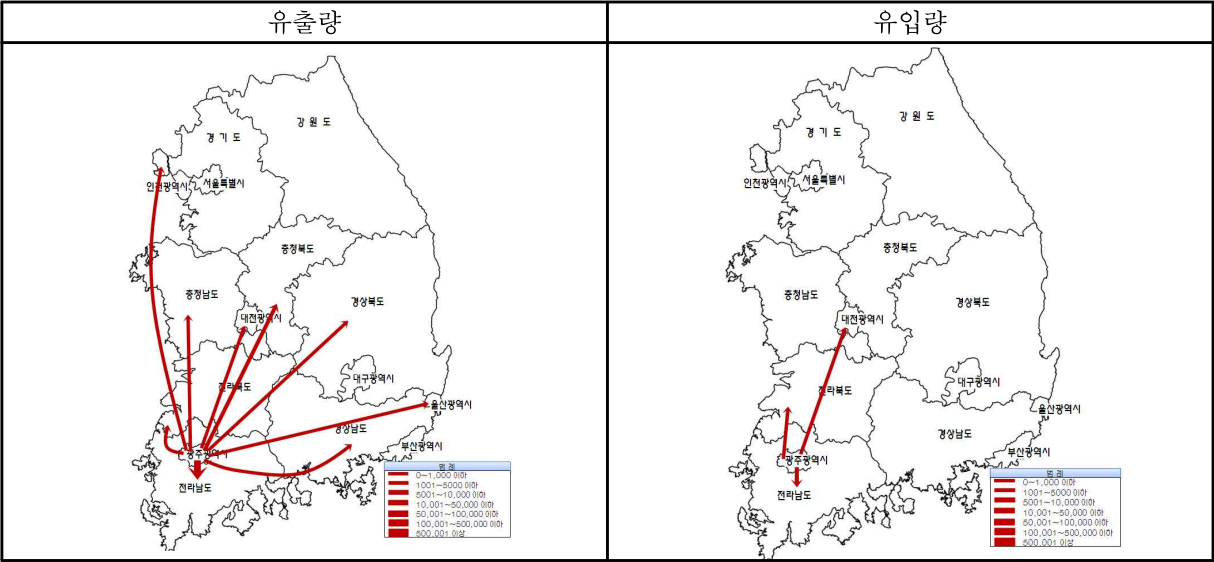 유출량
유입량
강 원 도
경 기 도
인천광역시
서울특별시
충청북도
충청남도
경상북도
대전광역시
대구광역시
전라북도
울산광역시
경상남도
부산광역시
광주광역시
전라남도
범 례
0~1,000 이하
1001~5000 이하
5001~10,000 이하
10,001~50,000 이하
50,001~100,000 이하
100,001~500,000 이하
500,001 이상
강 원 도
경 기 도
인천광역시
서울특별시
충청북도
충청남도
경상북도
대전광역시
대구광역시
전라북도
울산광역시
경상남도
부산광역시
광주광역시
전라남도
범 례
0~1,000 이하
1001~5000 이하
5001~10,000 이하
10,001~50,000 이하
50,001~100,000 이하
100,001~500,000 이하
500,001 이상